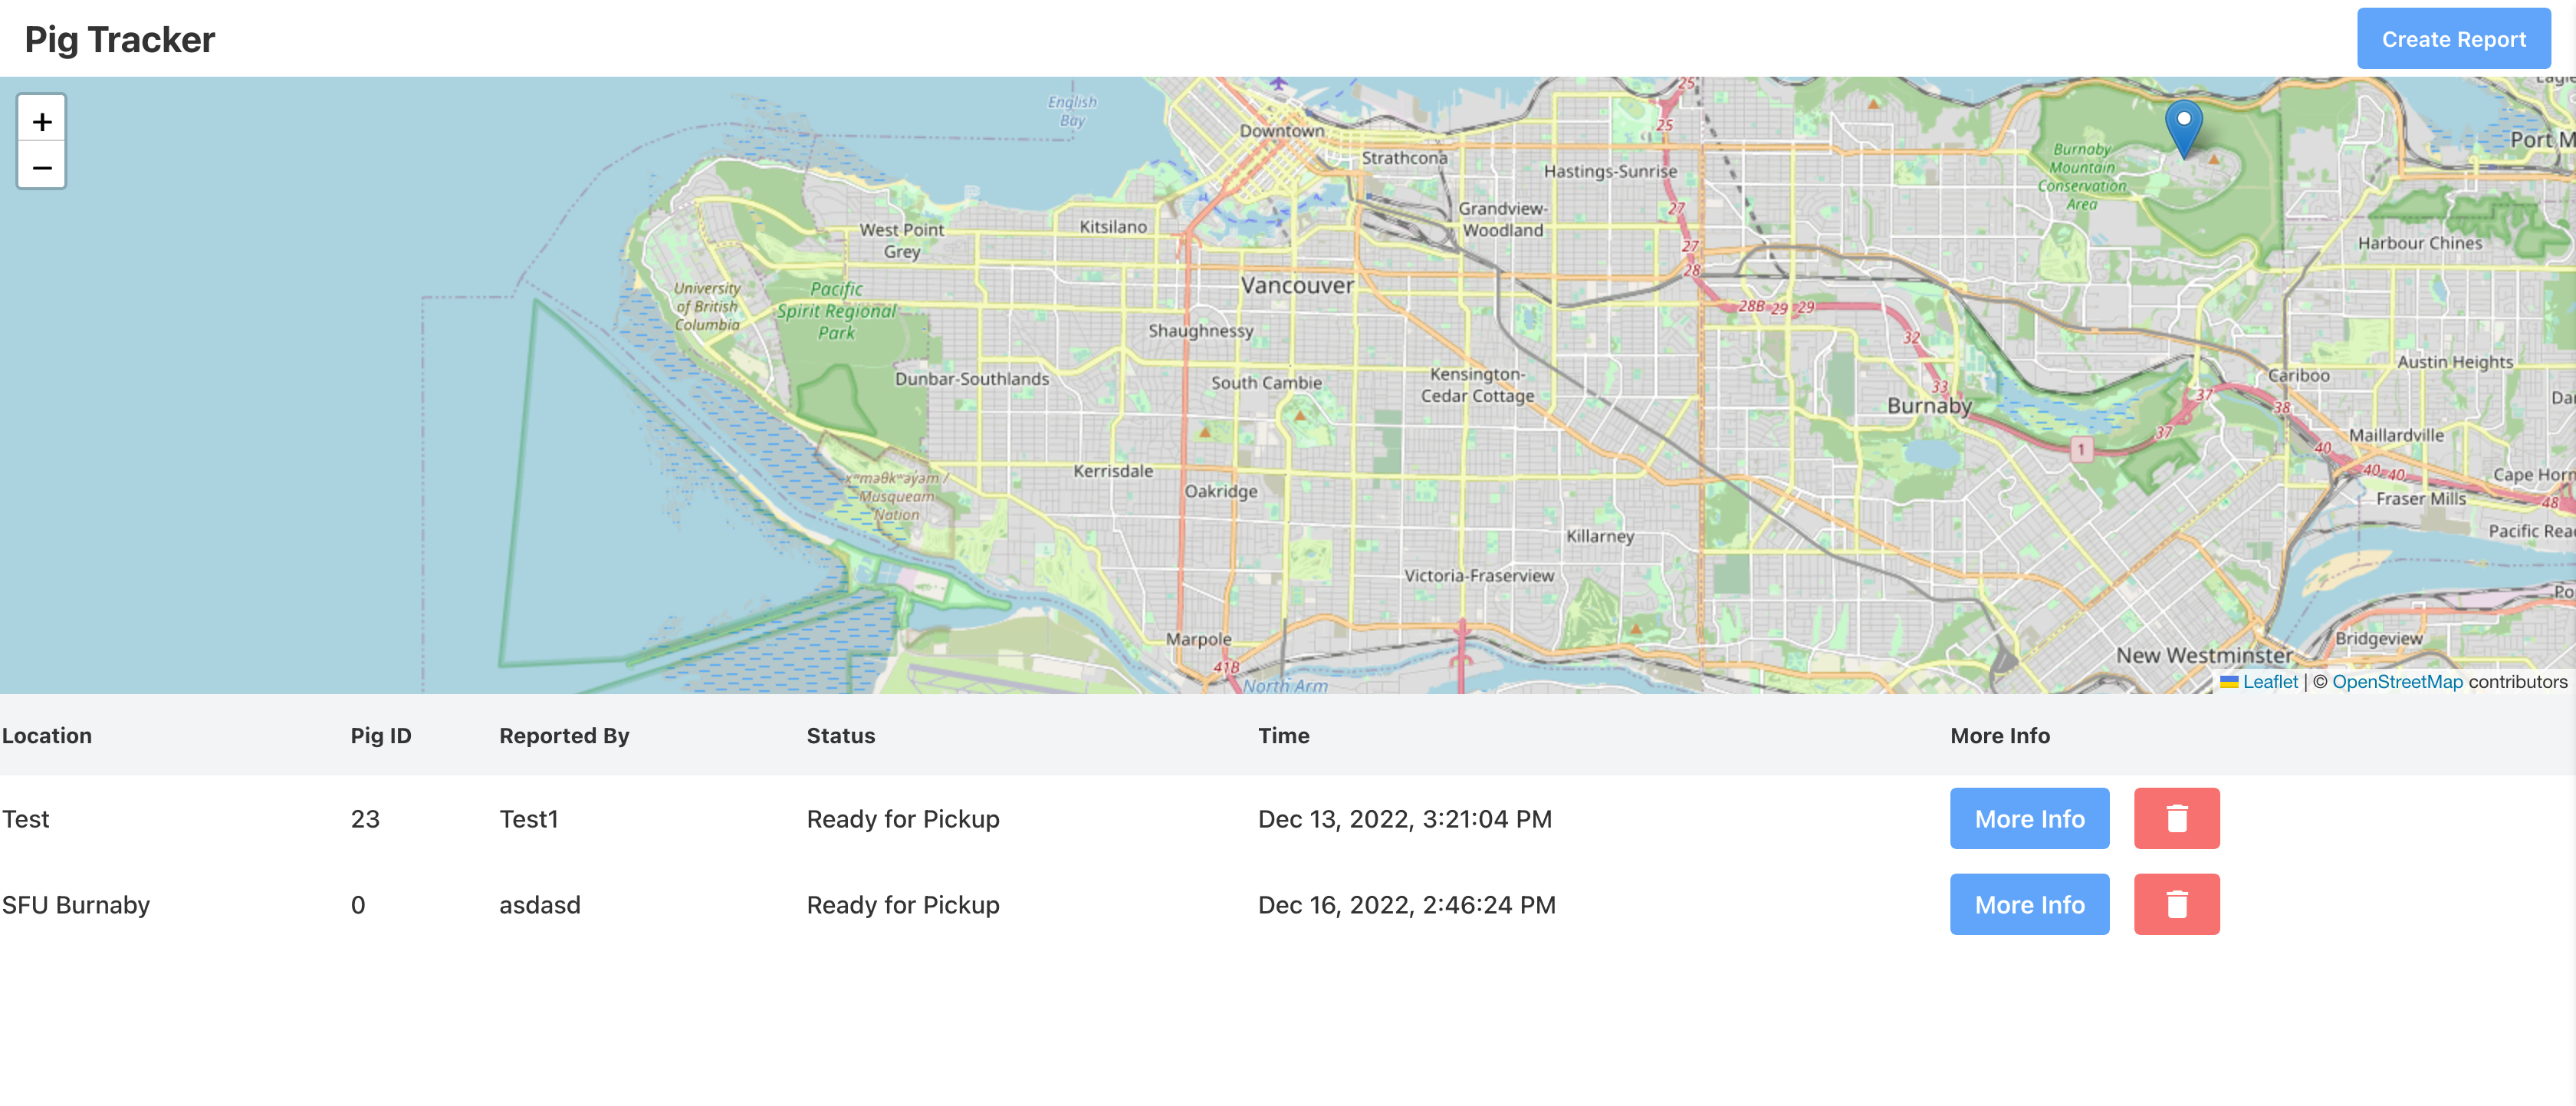 Pig Tracker
Create Report
+
−
English
Bay
Downtown
Strathcona
Hastings-Sunrise
25
25
Burnaby
Mountain
Conservation
Area
Port M
Grandview-
Woodland
27
27
28
West Point
Grey
Kitsilano
Harbour Chines
University
of British
Columbia
Pacific
Spirit Regional
Park
Vancouver
28B 29 29
Shaughnessy
32
Dunbar-Southlands
South Cambie
Kensington-
Cedar Cottage
33
Burnaby
Cariboo
Austin Heights
37
38
37
1
Maillardville
40
40 40
48
Cape Horn
Fraser Mills
Pacific Rea
Kerrisdale
Oakridge
xʷməθkʷəy̓əm /
Musqueam
Nation
Killarney
Victoria-Fraserview
Marpole
41B
North Arm
New Westminster
Bridgeview
Leaflet | © OpenStreetMap contributors
Location Pig ID Reported By Status Time More Info
Test 23 Test1 Ready for Pickup Dec 13, 2022, 3:21:04 PM More Info
SFU Burnaby 0 asdasd Ready for Pickup Dec 16, 2022, 2:46:24 PM More Info